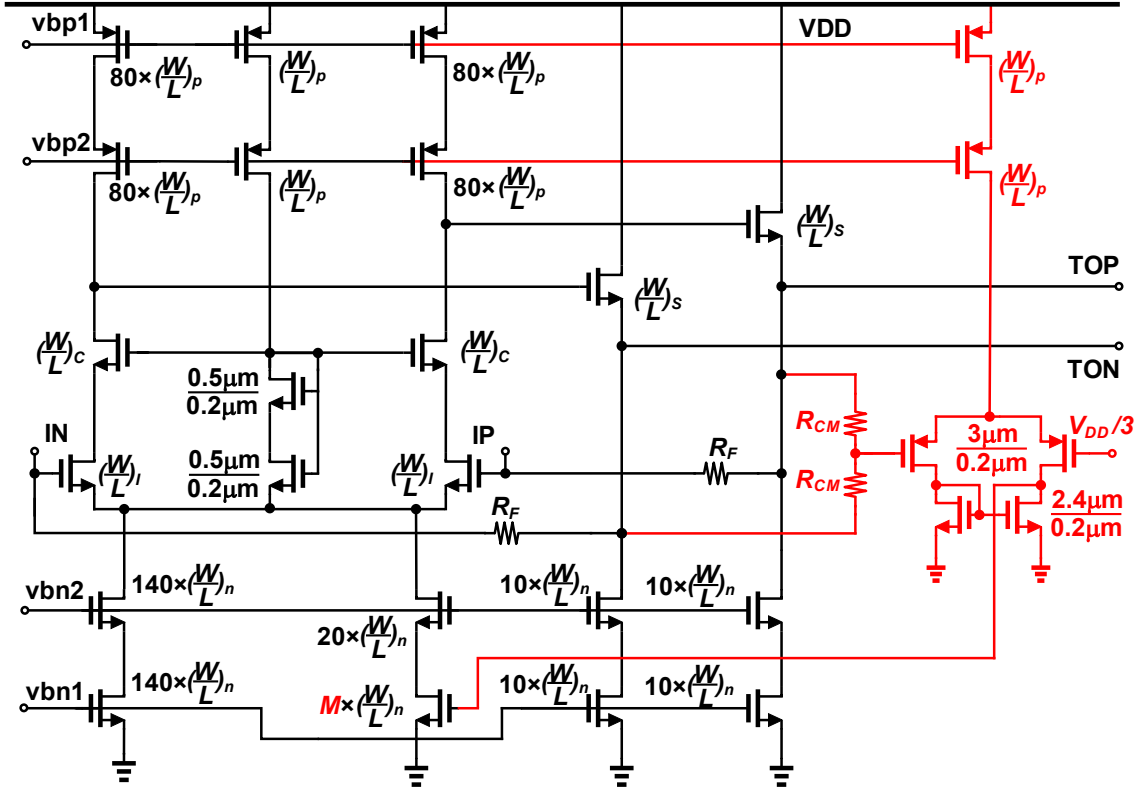 vbp1
VDD
80×(W/L)p
(W/L)p
80×(W/L)p
(W/L)p
vbp2
80×(W/L)p
(W/L)p
80×(W/L)p
(W/L)p
(W/L)S
TOP
(W/L)S
TON
(W/L)C
(W/L)C
0.5μm
0.2μm
IN
IP
RCM
VDD/3
RF
3μm
0.2μm
(W/L)I
0.5μm
0.2μm
(W/L)I
RCM
RF
2.4μm
0.2μm
vbn2
140×(W/L)n
10×(W/L)n
10×(W/L)n
20×(W/L)n
vbn1
140×(W/L)n
M×(W/L)n
10×(W/L)n
10×(W/L)n